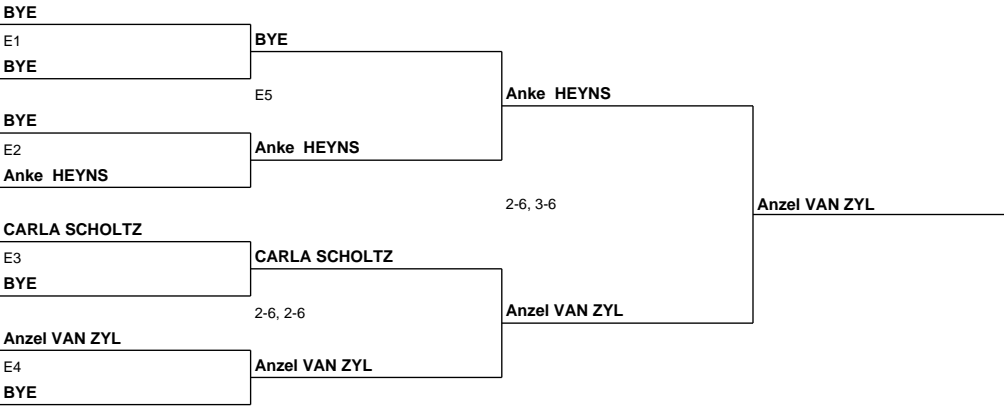 BYE
E1
BYE
BYE
E5
BYE
E2
Anke HEYNS
Anke HEYNS
Anke HEYNS
2-6, 3-6
Anzel VAN ZYL
CARLA SCHOLTZ
E3
BYE
CARLA SCHOLTZ
2-6, 2-6
Anzel VAN ZYL
Anzel VAN ZYL
E4
BYE
Anzel VAN ZYL